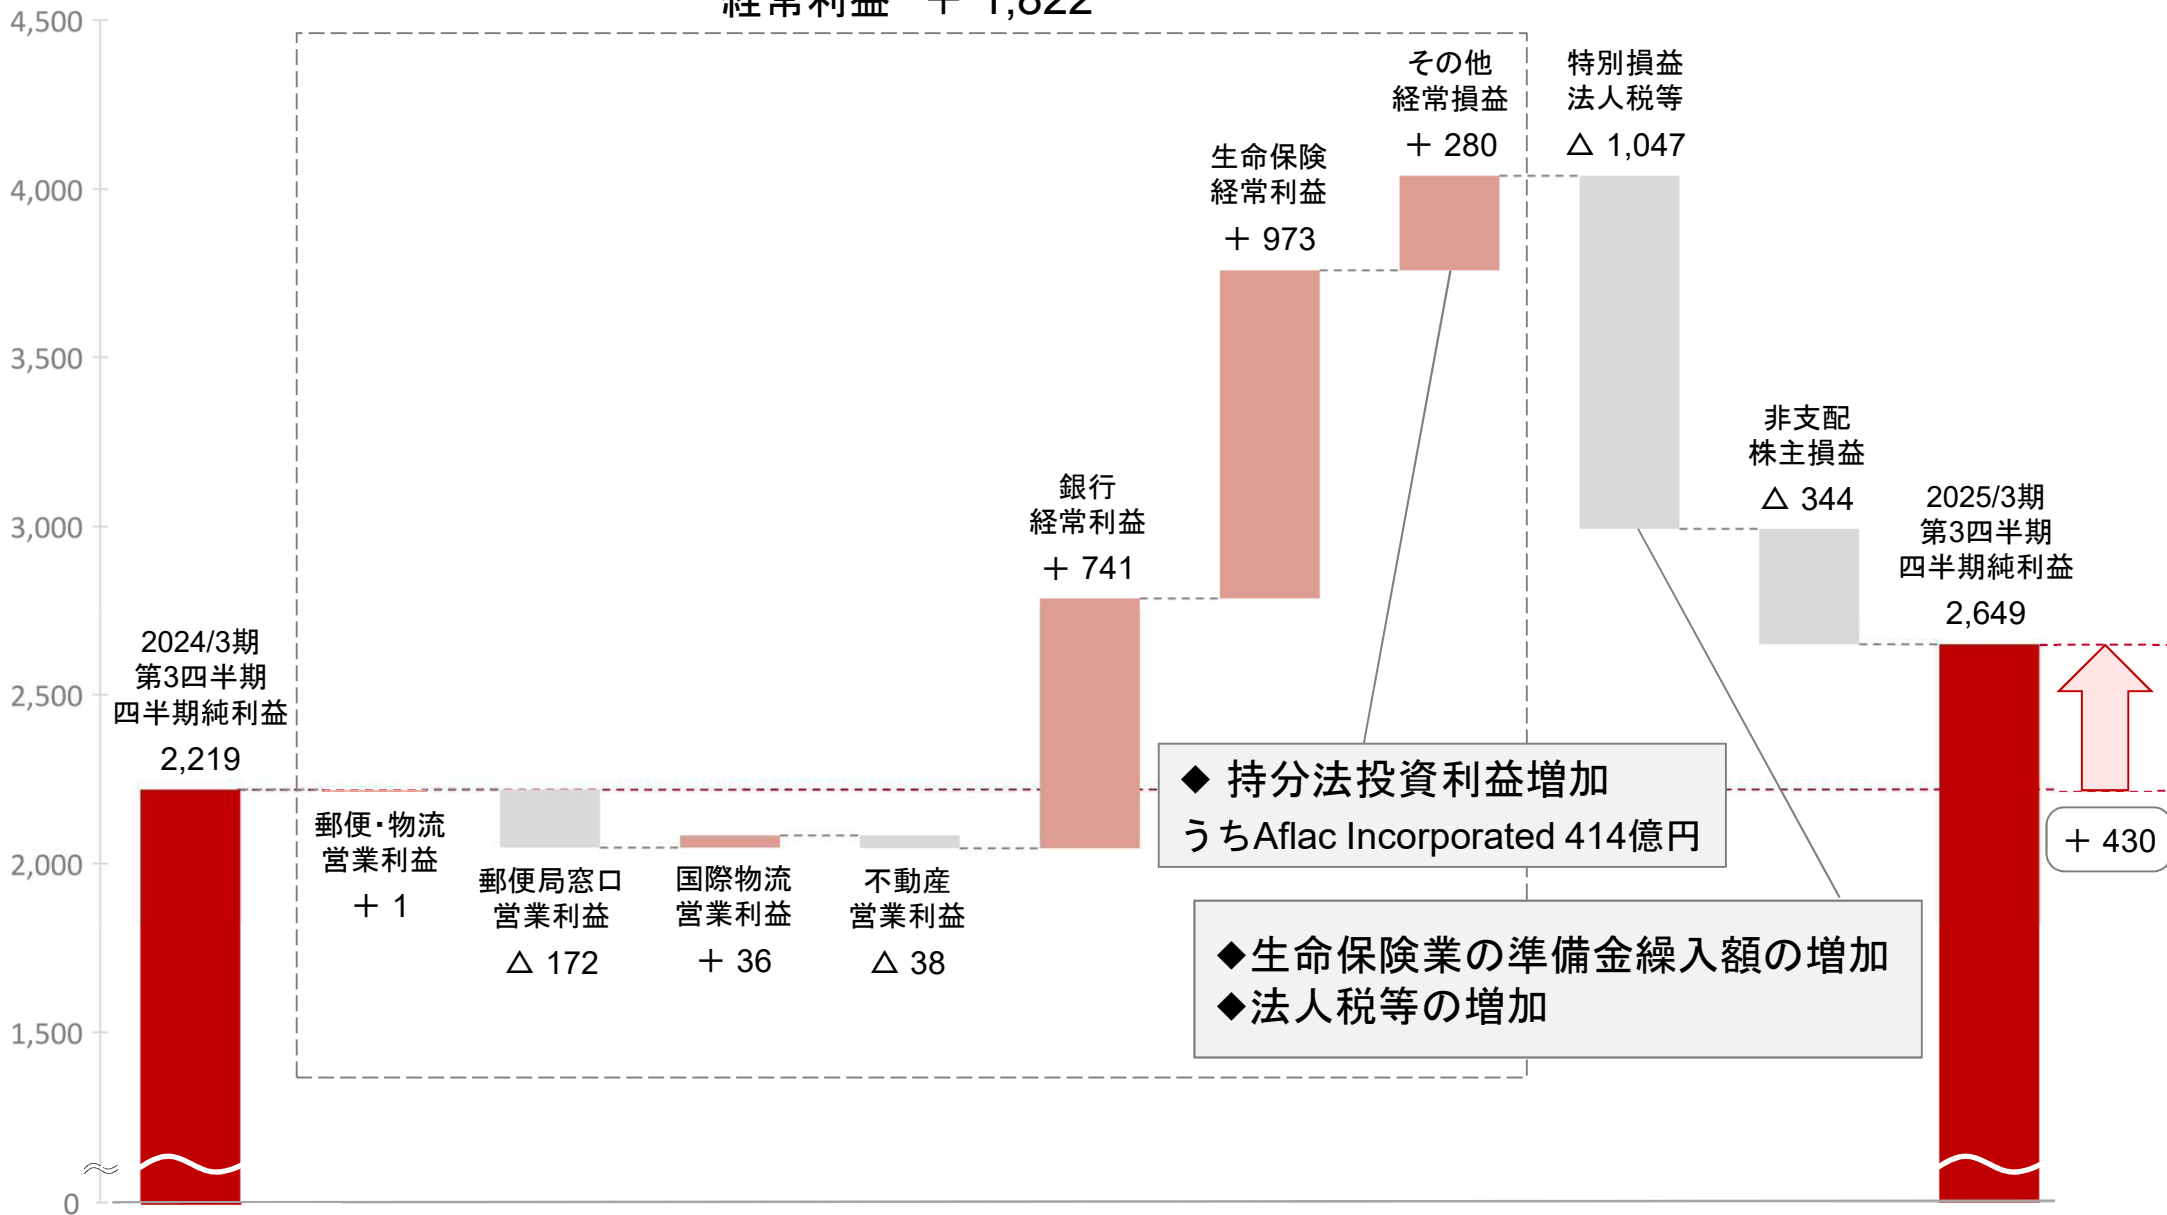 経常利益 ＋ 1,822
4,500
4,000
3,500
3,000
2,500
2,000
1,500
0
2024/3期
第3四半期
四半期純利益
2,219
郵便・物流
営業利益
＋ 1
郵便局窓口
営業利益
△ 172
国際物流
営業利益
＋ 36
不動産
営業利益
△ 38
銀行
経常利益
＋ 741
生命保険
経常利益
＋ 973
その他
経常損益
＋ 280
特別損益
法人税等
△ 1,047
非支配
株主損益
△ 344
2025/3期
第3四半期
四半期純利益
2,649
＋ 430
◆ 持分法投資利益増加
うちAflac Incorporated 414億円
◆生命保険業の準備金繰入額の増加
◆法人税等の増加